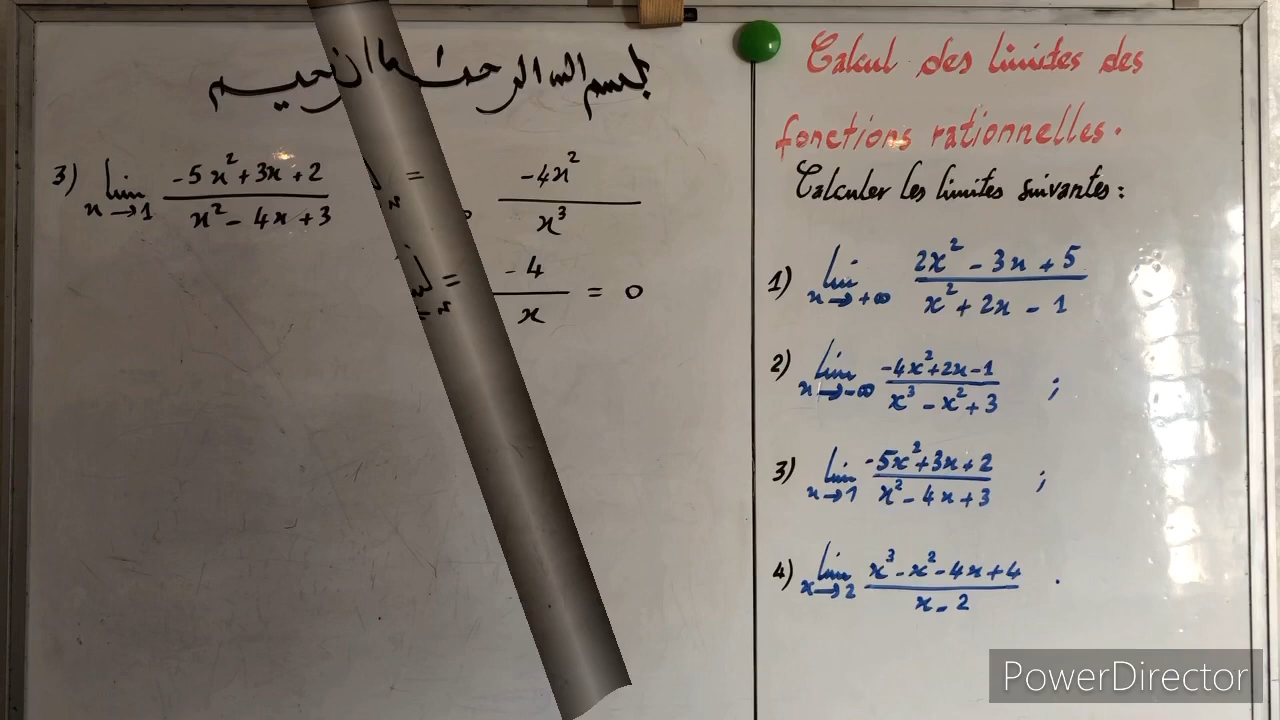 بسم الله الرحمان الرحيم
3) lim x→1 (-5x²+3x+2)/(x²-4x+3)
= -4x²/x³
= -4/x = 0
Calcul des limites des
fonctions rationnelles.
Calculer les limites suivantes :
1) lim x→+∞ (2x²-3x+5)/(x²+2x-1)
2) lim x→-∞ (-4x²+2x-1)/(x³-x²+3) ;
3) lim x→1 (-5x²+3x+2)/(x²-4x+3) ;
4) lim x→2 (x³-x²-4x+4)/(x-2) .
PowerDirector